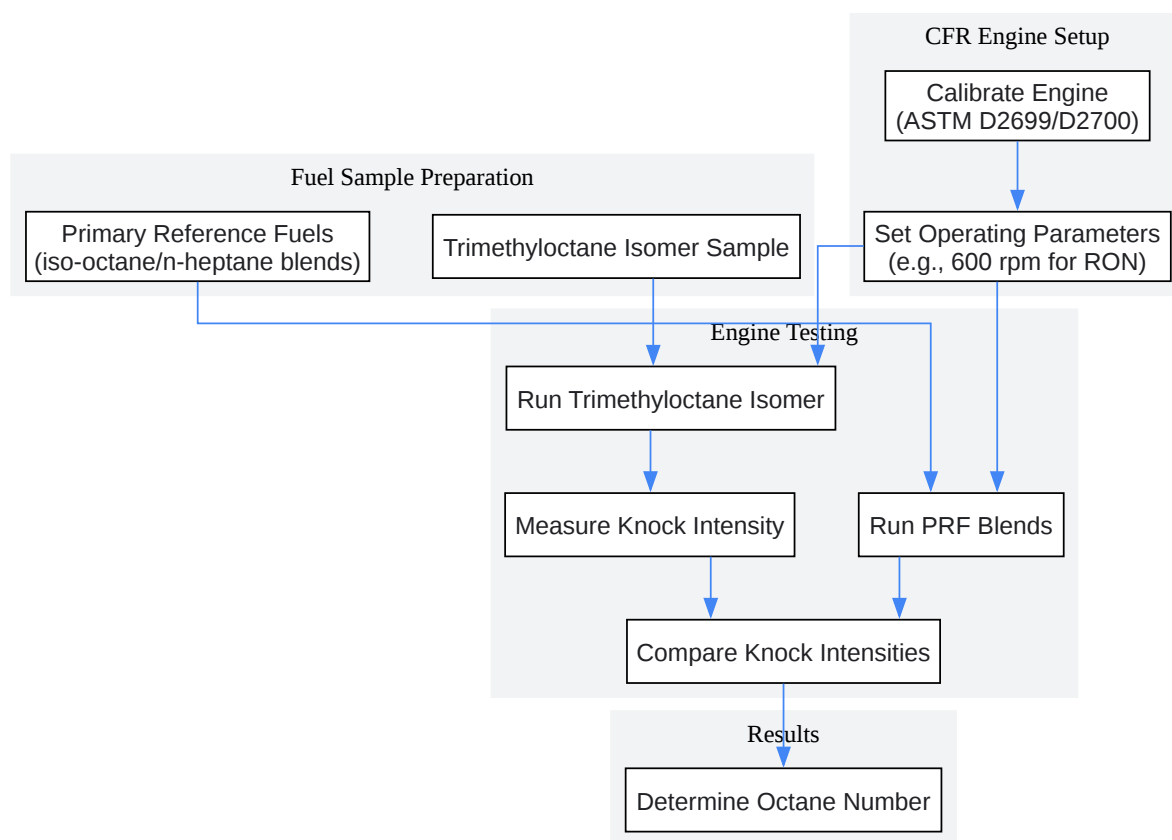 CFR Engine Setup
Calibrate Engine
(ASTM D2699/D2700)
Fuel Sample Preparation
Primary Reference Fuels
(iso-octane/n-heptane blends)
Trimethyloctane Isomer Sample
Set Operating Parameters
(e.g., 600 rpm for RON)
Engine Testing
Run Trimethyloctane Isomer
Measure Knock Intensity
Run PRF Blends
Compare Knock Intensities
Results
Determine Octane Number